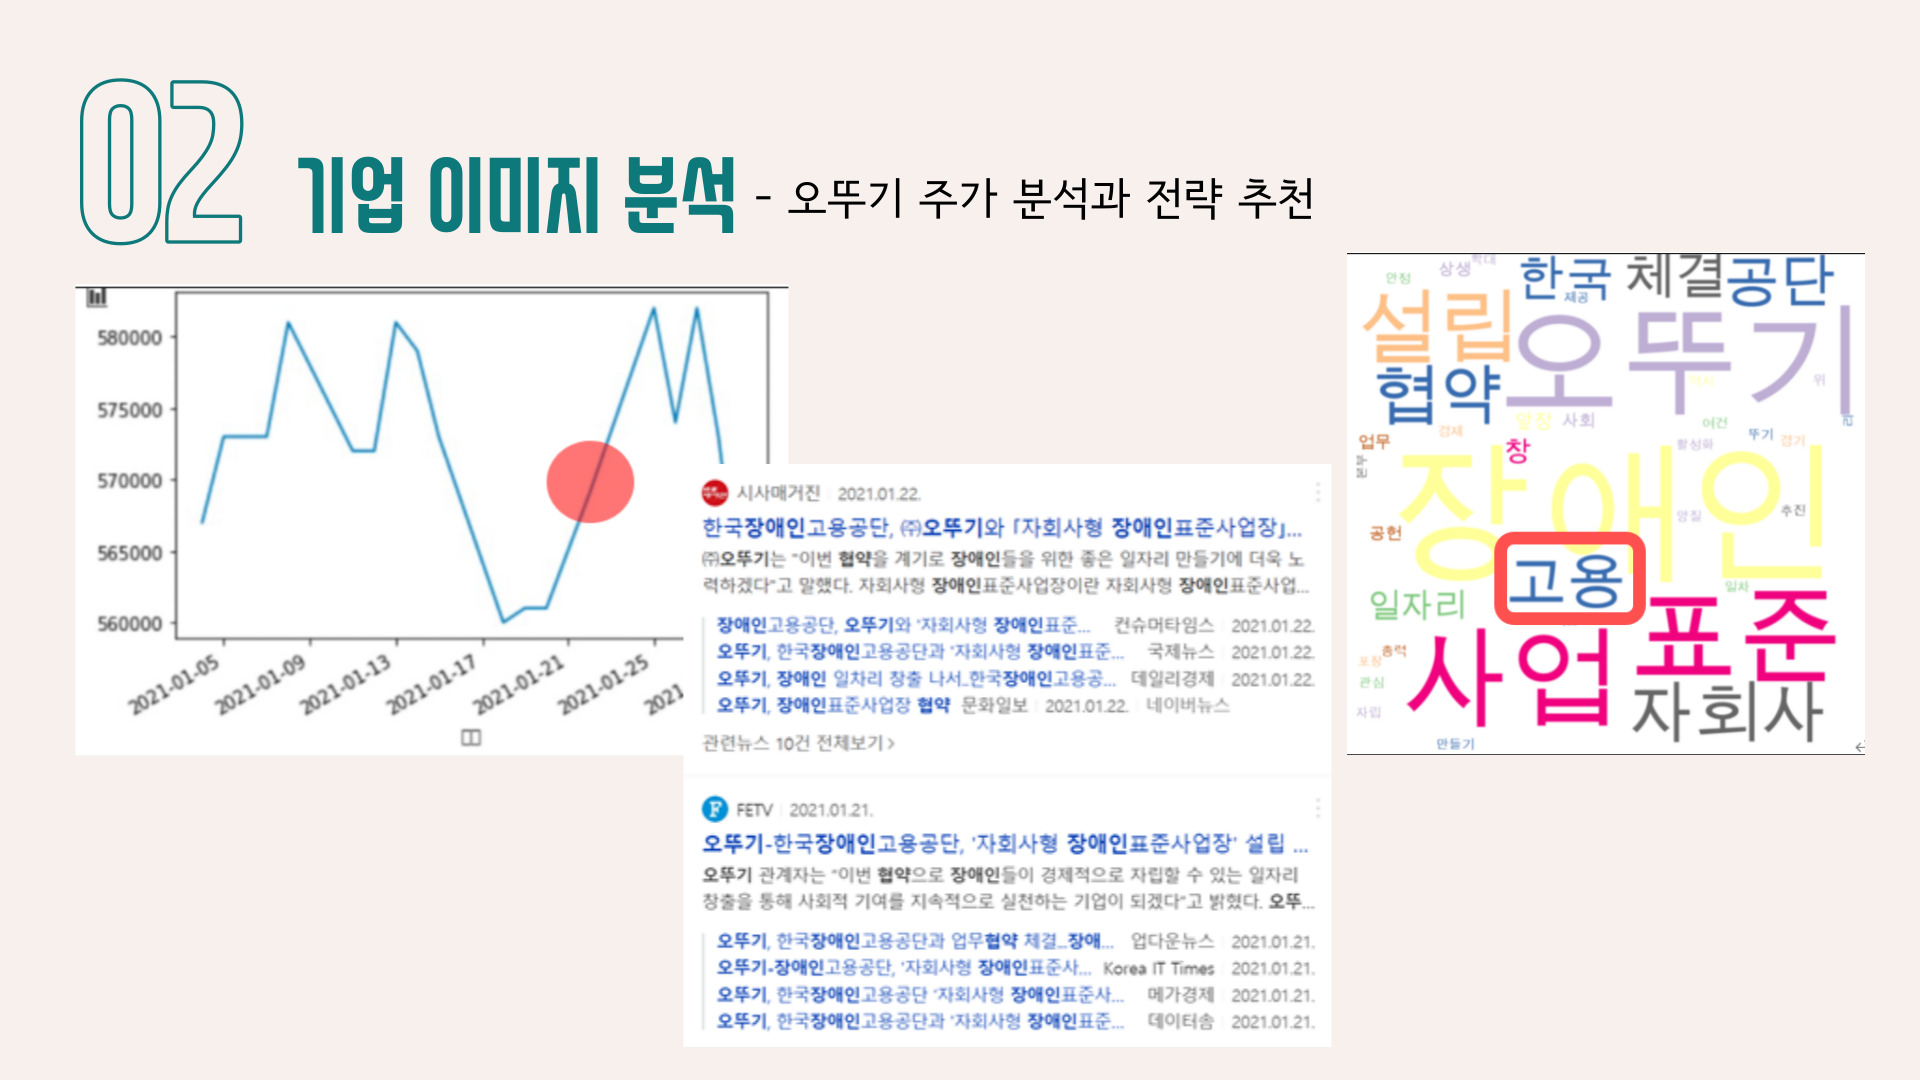 02
기업 이미지 분석 - 오뚜기 주가 분석과 전략 추천
580000
575000
570000
565000
560000
2021-01-05
2021-01-09
2021-01-13
2021-01-17
2021-01-21
2021-01-25
2021
시사매거진 2021.01.22.
한국장애인고용공단, ㈜오뚜기와 「자회사형 장애인표준사업장」...
㈜오뚜기는 "이번 협약을 계기로 장애인들을 위한 좋은 일자리 만들기에 더욱 노
력하겠다"고 말했다. 자회사형 장애인표준사업장이란 자회사형 장애인표준사업...
장애인고용공단, 오뚜기와 '자회사형 장애인표준... 컨슈머타임스 2021.01.22.
오뚜기, 한국장애인고용공단과 '자회사형 장애인표준... 국제뉴스 2021.01.22.
오뚜기, 장애인 일차리 창출 나서..한국장애인고용공... 데일리경제 2021.01.22.
오뚜기, 장애인표준사업장 협약 문화일보 2021.01.22. 네이버뉴스
관련뉴스 10건 전체보기 >
FETV 2021.01.21.
오뚜기-한국장애인고용공단, '자회사형 장애인표준사업장' 설립 ...
오뚜기 관계자는 "이번 협약으로 장애인들이 경제적으로 자립할 수 있는 일자리
창출을 통해 사회적 기여를 지속적으로 실천하는 기업이 되겠다"고 밝혔다. 오뚜...
오뚜기, 한국장애인고용공단과 업무협약 체결...장애... 업다운뉴스 2021.01.21.
오뚜기-장애인고용공단, '자회사형 장애인표준사... Korea IT Times 2021.01.21.
오뚜기, 한국장애인고용공단 '자회사형 장애인표준사... 메가경제 2021.01.21.
오뚜기, 한국장애인고용공단과 '자회사형 장애인표준... 데이터솜 2021.01.21.
안정
상생
확대
한국
제공
체결
공단
설립
오뚜기
협약
위
앞장
사회
여건
뚜기
경기
업무
경제
창
활성화
본부
장애인
양질
추진
공헌
고용
일차
일자리
표준
사업
자회사
총력
포장
관심
자립
만들기